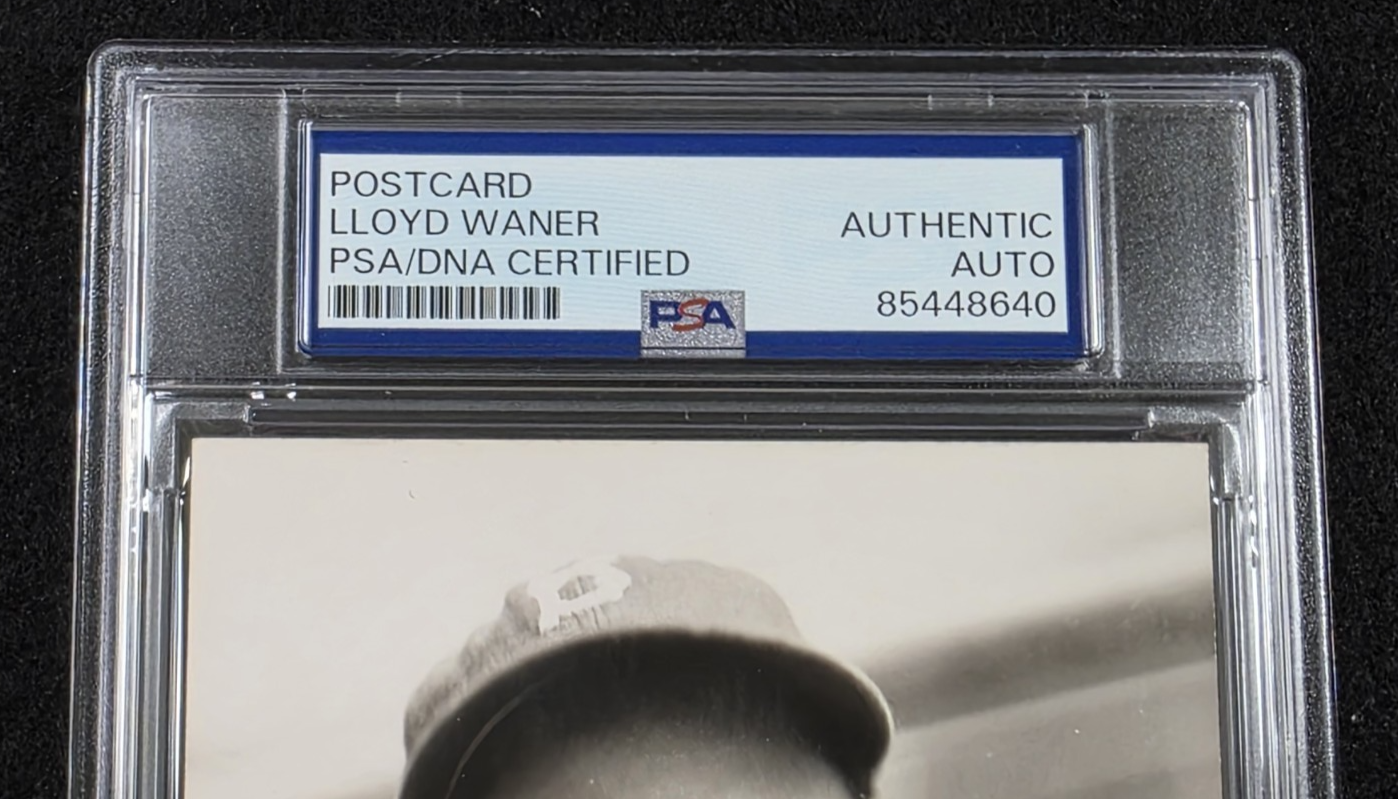 POSTCARD
LLOYD WANER
PSA/DNA CERTIFIED
AUTHENTIC
AUTO
85448640
PSA
P